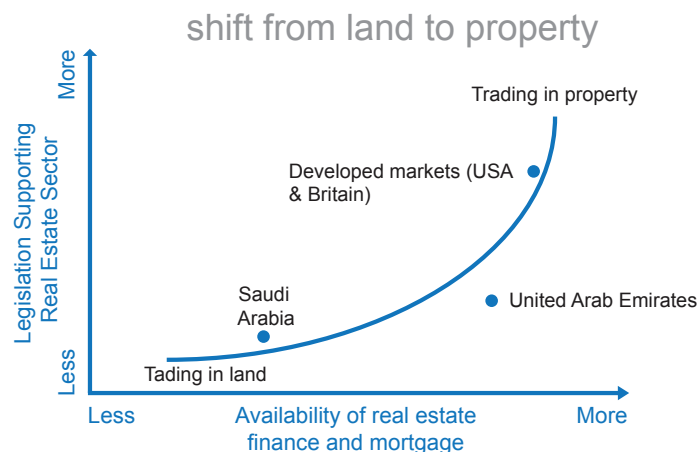 shift from land to property
More
Legislation Supporting
Real Estate Sector
Less
Trading in property
Developed markets (USA
& Britain)
Saudi
Arabia
United Arab Emirates
Tading in land
Less
Availability of real estate
finance and mortgage
More